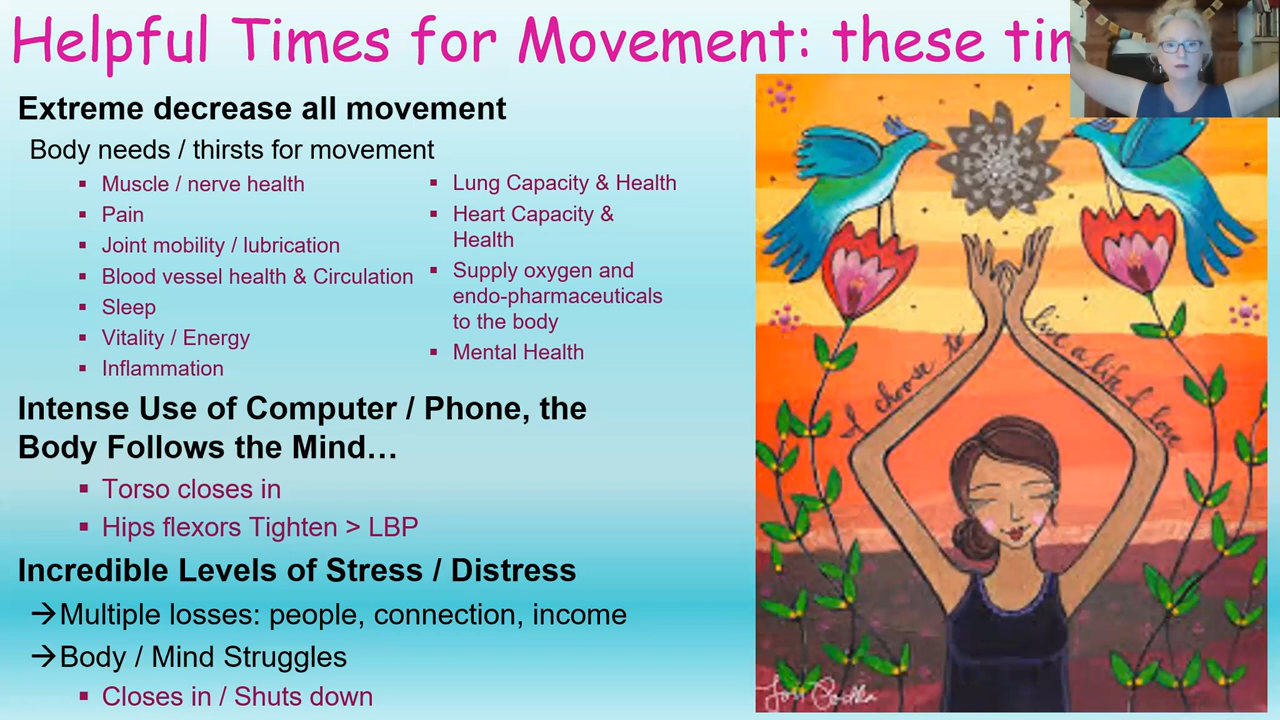 Helpful Times for Movement: these
Extreme decrease all movement
Body needs / thirsts for movement
▪ Muscle / nerve health
▪ Pain
▪ Joint mobility / lubrication
▪ Blood vessel health & Circulation
▪ Sleep
▪ Vitality / Energy
▪ Inflammation
▪ Lung Capacity & Health
▪ Heart Capacity &
Health
▪ Supply oxygen and
endo-pharmaceuticals
to the body
▪ Mental Health
Intense Use of Computer / Phone, the
Body Follows the Mind…
▪ Torso closes in
▪ Hips flexors Tighten > LBP
Incredible Levels of Stress / Distress
→Multiple losses: people, connection, income
→Body / Mind Struggles
▪ Closes in / Shuts down
I choose to
live a life of love